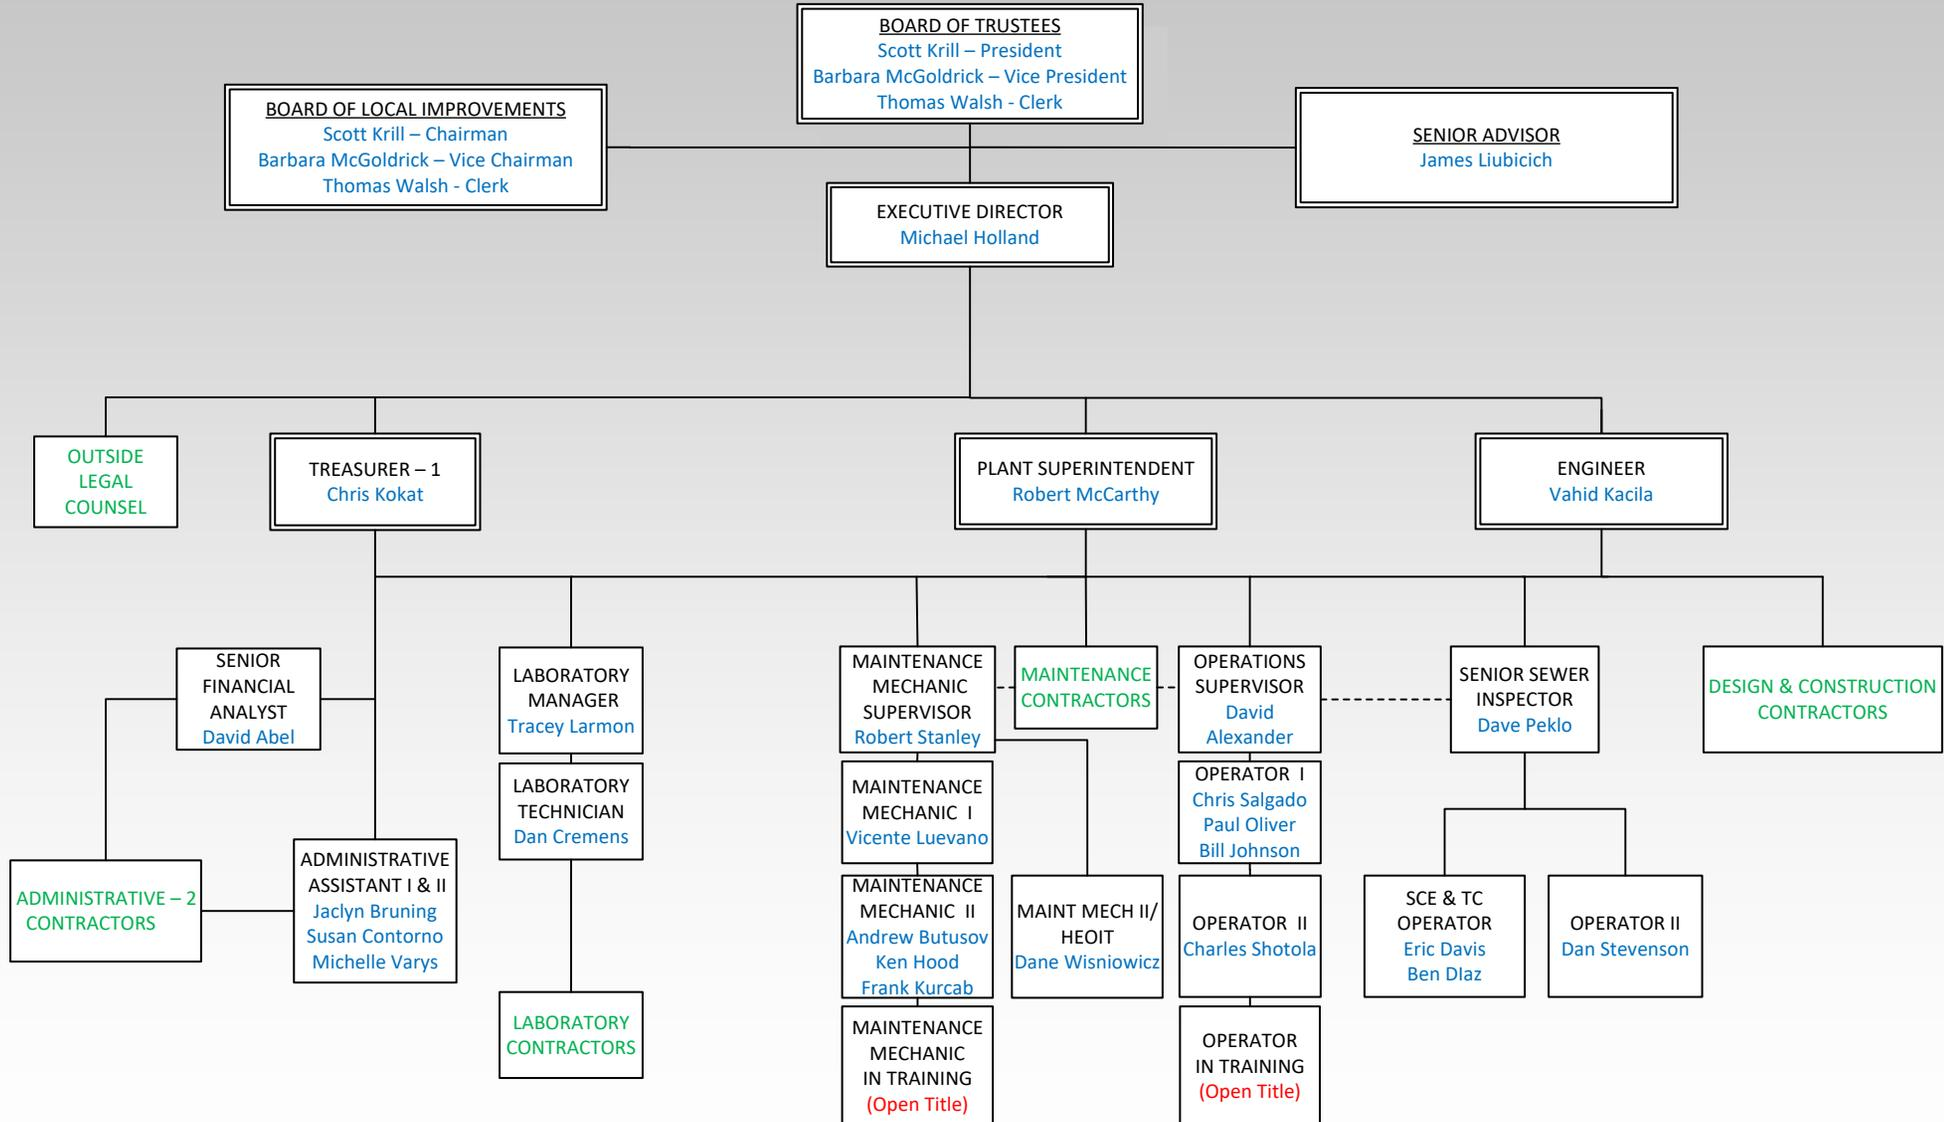 BOARD OF TRUSTEES
Scott Krill – President
Barbara McGoldrick – Vice President
Thomas Walsh - Clerk
BOARD OF LOCAL IMPROVEMENTS
Scott Krill – Chairman
Barbara McGoldrick – Vice Chairman
Thomas Walsh - Clerk
SENIOR ADVISOR
James Liubicich
EXECUTIVE DIRECTOR
Michael Holland
OUTSIDE
LEGAL
COUNSEL
TREASURER – 1
Chris Kokat
PLANT SUPERINTENDENT
Robert McCarthy
ENGINEER
Vahid Kacila
SENIOR
FINANCIAL
ANALYST
David Abel
LABORATORY
MANAGER
Tracey Larmon
MAINTENANCE
MECHANIC
SUPERVISOR
Robert Stanley
MAINTENANCE
CONTRACTORS
OPERATIONS
SUPERVISOR
David
Alexander
SENIOR SEWER
INSPECTOR
Dave Peklo
DESIGN & CONSTRUCTION
CONTRACTORS
LABORATORY
TECHNICIAN
Dan Cremens
MAINTENANCE
MECHANIC I
Vicente Luevano
OPERATOR I
Chris Salgado
Paul Oliver
Bill Johnson
ADMINISTRATIVE – 2
CONTRACTORS
ADMINISTRATIVE
ASSISTANT I & II
Jaclyn Bruning
Susan Contorno
Michelle Varys
MAINTENANCE
MECHANIC II
Andrew Butusov
Ken Hood
Frank Kurcab
MAINT MECH II/
HEOIT
Dane Wisniowicz
OPERATOR II
Charles Shotola
SCE & TC
OPERATOR
Eric Davis
Ben DIaz
OPERATOR II
Dan Stevenson
LABORATORY
CONTRACTORS
MAINTENANCE
MECHANIC
IN TRAINING
(Open Title)
OPERATOR
IN TRAINING
(Open Title)